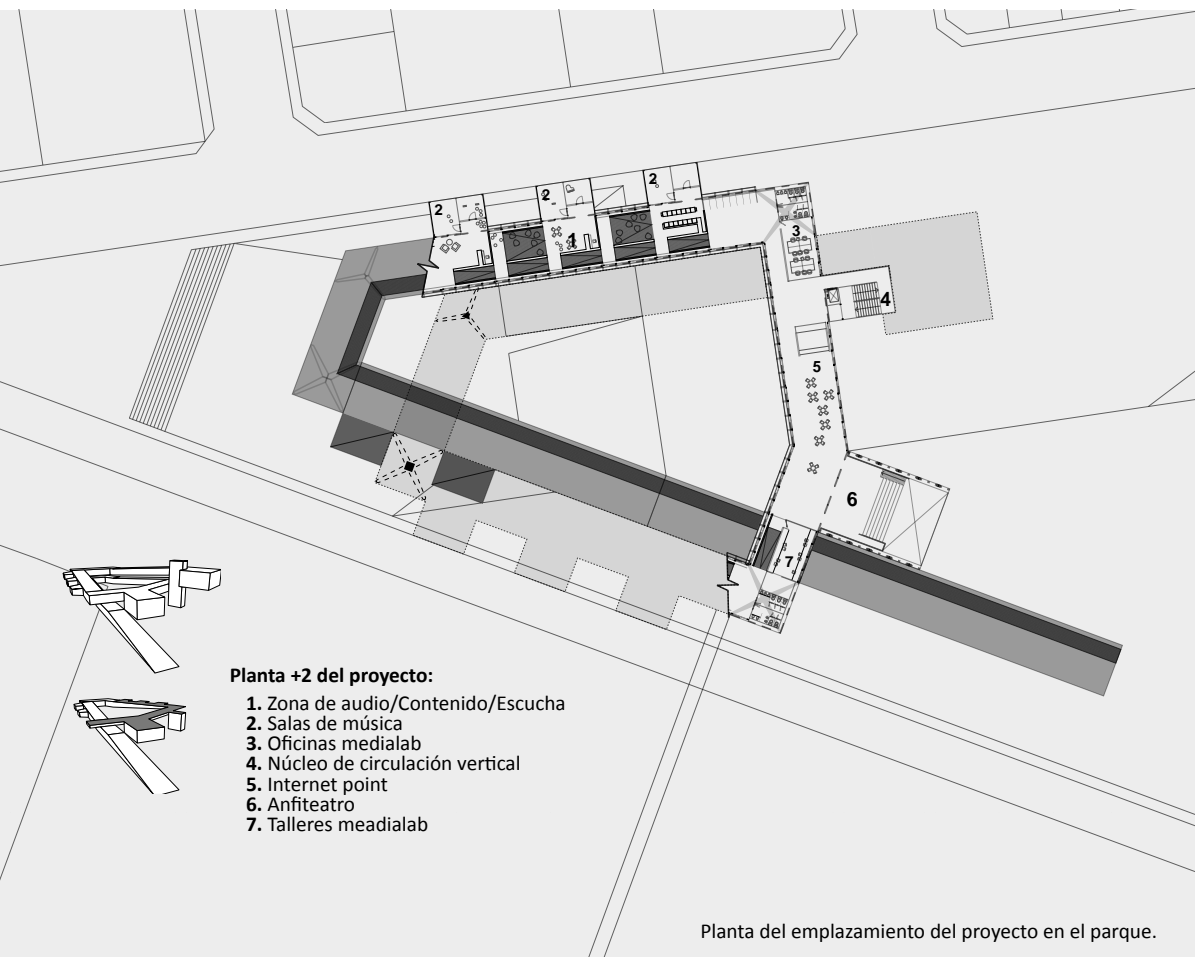 2
2
2
1
3
4
5
6
7
Planta +2 del proyecto:
1. Zona de audio/Contenido/Escucha
2. Salas de música
3. Oficinas medialab
4. Núcleo de circulación vertical
5. Internet point
6. Anfiteatro
7. Talleres meadialab
Planta del emplazamiento del proyecto en el parque.